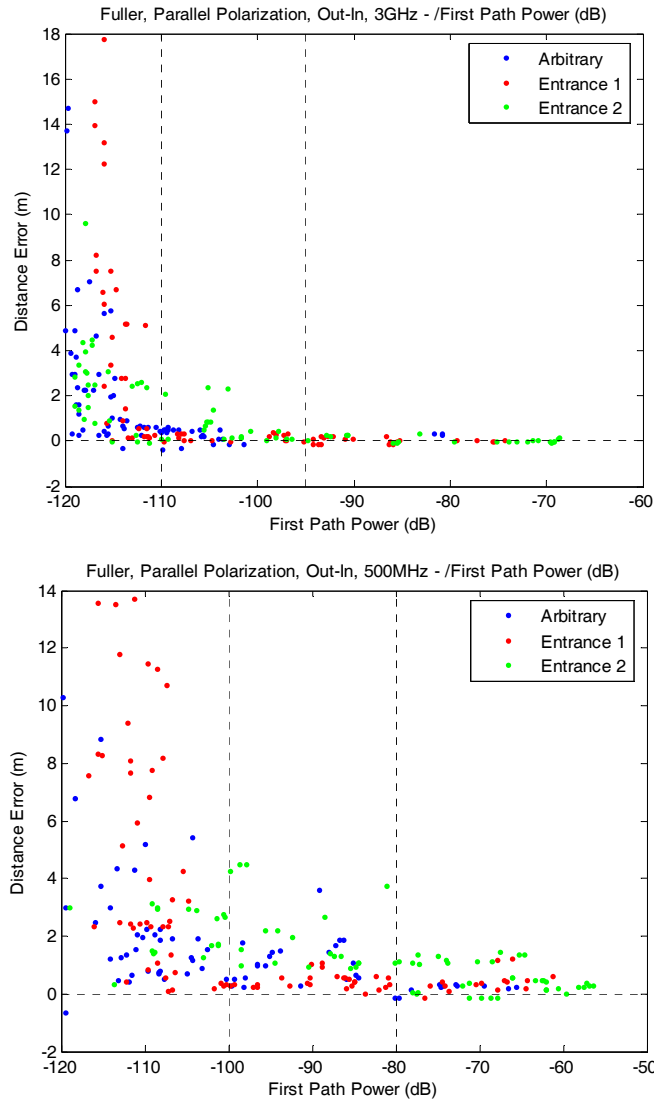 Fuller, Parallel Polarization, Out-In, 3GHz - /First Path Power (dB)
18
16
14
12
10
8
6
4
2
0
-2
Distance Error (m)
Arbitrary
Entrance 1
Entrance 2
-120 -110 -100 -90 -80 -70 -60
First Path Power (dB)
Fuller, Parallel Polarization, Out-In, 500MHz - /First Path Power (dB)
14
12
10
8
6
4
2
0
-2
Distance Error (m)
Arbitrary
Entrance 1
Entrance 2
-120 -110 -100 -90 -80 -70 -60 -50
First Path Power (dB)